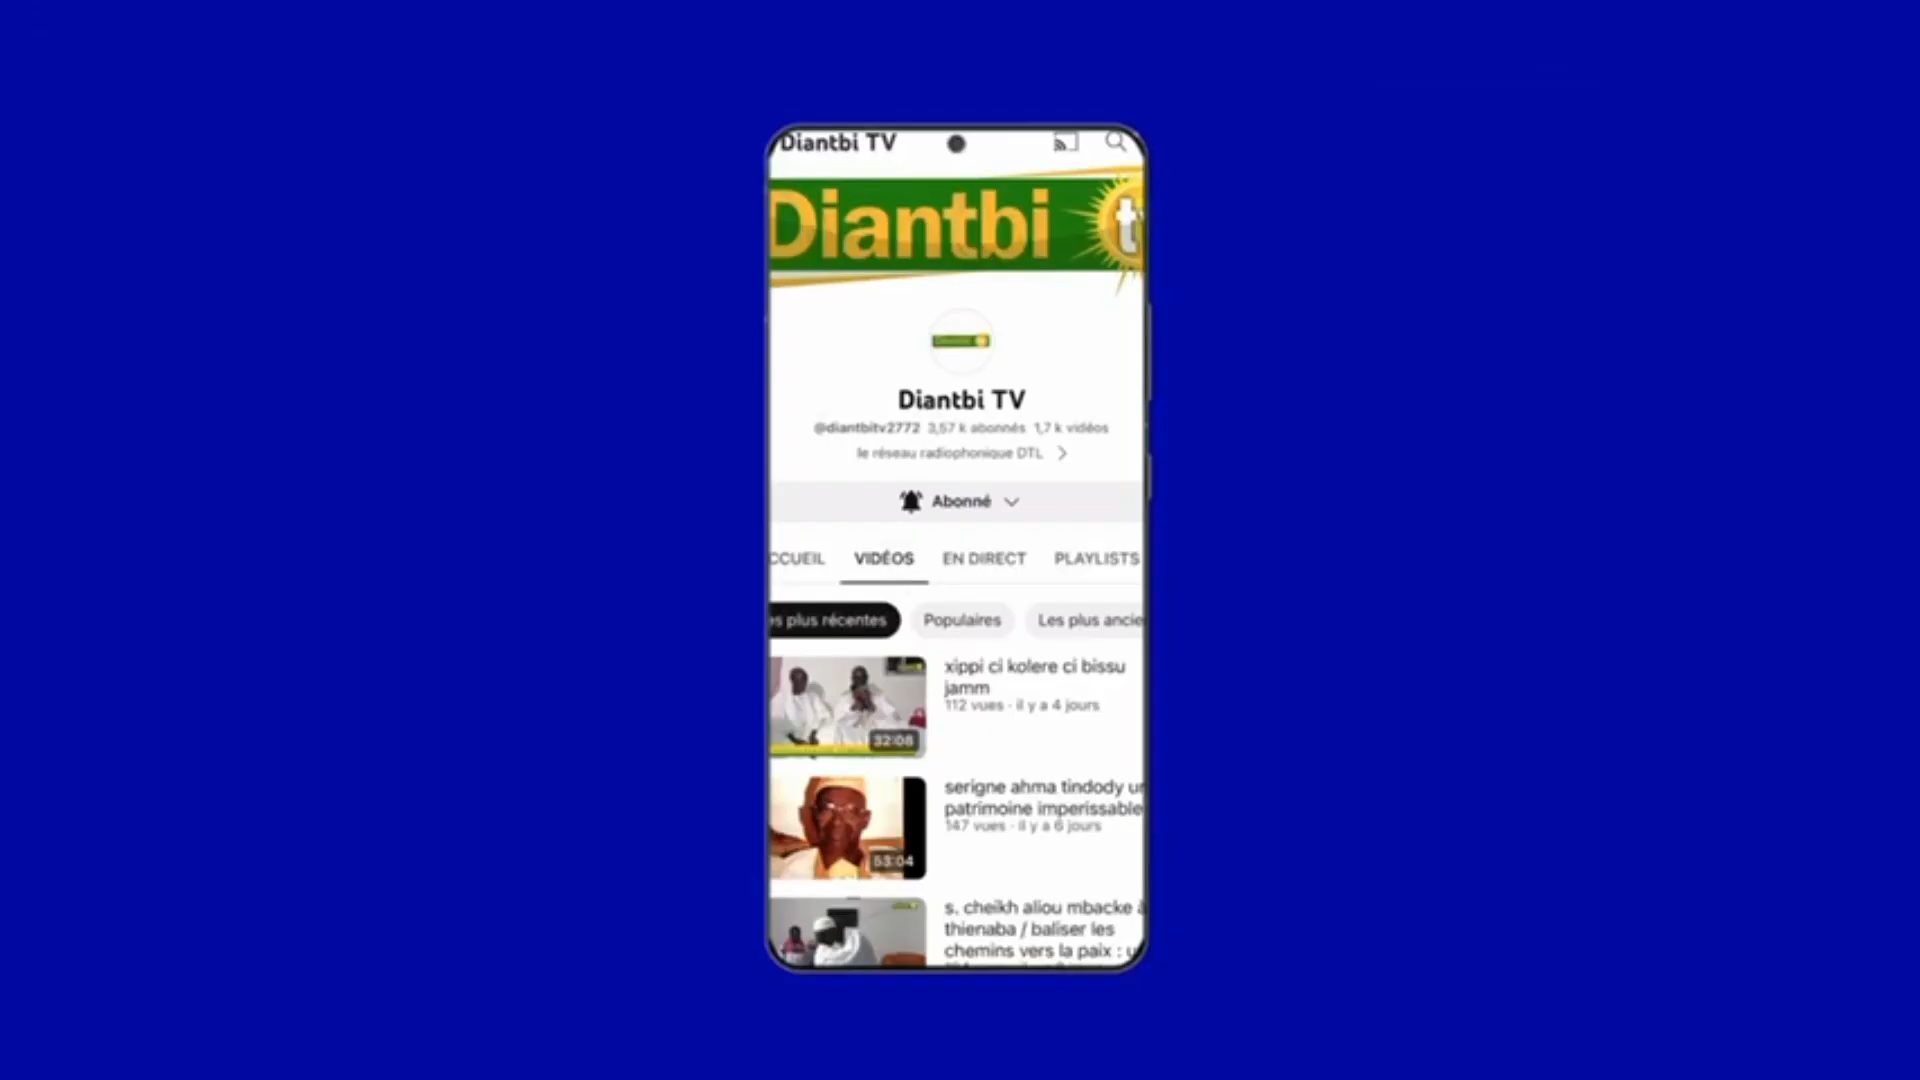 Diantbi TV
Diantbi t
Diantbi TV
@diantbitv2772 3,57 k abonnés 1,7 k vidéos
le réseau radiophonique DTL
Abonné
CCUEIL VIDÉOS EN DIRECT PLAYLISTS
es plus récentes Populaires Les plus ancie
xippi ci kolere ci bissu
jamm
112 vues · il y a 4 jours
32:08
serigne ahma tindody un
patrimoine imperissable
147 vues · il y a 6 jours
53:04
s. cheikh aliou mbacke à
thienaba / baliser les
chemins vers la paix : u